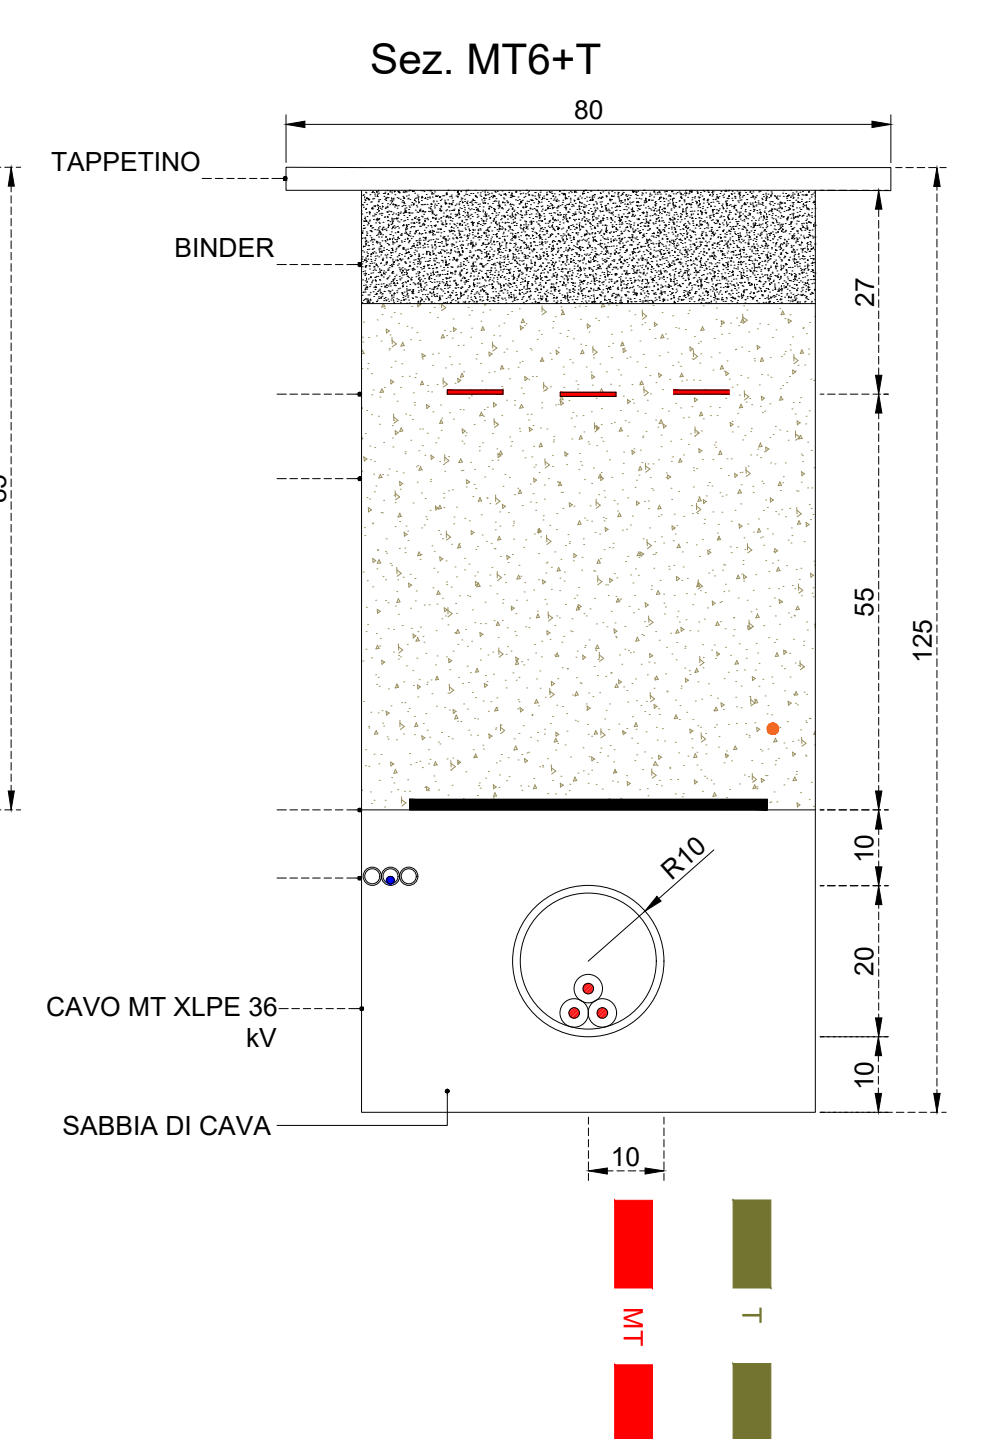 Sez. MT6+T
80
TAPPETINO
BINDER
27
55
125
10
R10
20
CAVO MT XLPE 36
kV
10
SABBIA DI CAVA
10
MT
T